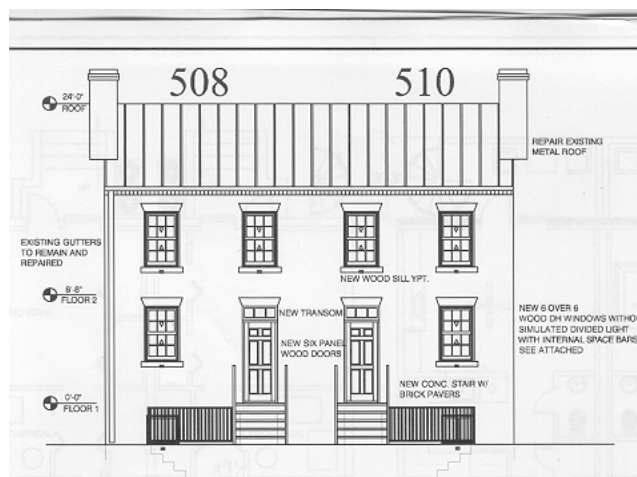 508
510
24'-0"
ROOF
REPAIR EXISTING
METAL ROOF
EXISTING GUTTERS
TO REMAIN AND
REPAIRED
NEW WOOD SILL YPT.
8'-8"
FLOOR 2
NEW TRANSOM
NEW 6 OVER 6
WOOD DH WINDOWS WITHO
SIMULATED DIVIDED LIGHT
WITH INTERNAL SPACE BARS
SEE ATTACHED
NEW SIX PANEL
WOOD DOORS
NEW CONC. STAIR W/
BRICK PAVERS
0'-0"
FLOOR 1